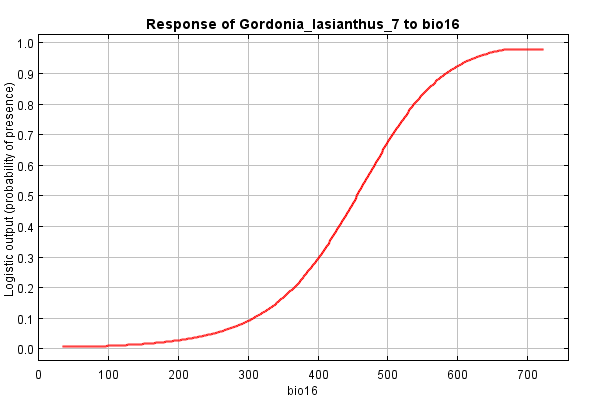 Response of Gordonia_lasianthus_7 to bio16
Logistic output (probability of presence)
1.0
0.9
0.8
0.7
0.6
0.5
0.4
0.3
0.2
0.1
0.0
0 100 200 300 400 500 600 700
bio16